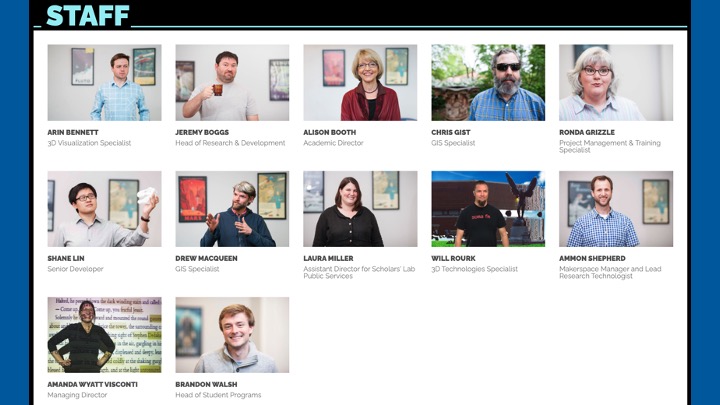 STAFF
ARIN BENNETT
3D Visualization Specialist
JEREMY BOGGS
Head of Research & Development
ALISON BOOTH
Academic Director
CHRIS GIST
GIS Specialist
RONDA GRIZZLE
Project Management & Training
Specialist
SHANE LIN
Senior Developer
DREW MACQUEEN
GIS Specialist
LAURA MILLER
Assistant Director for Scholars' Lab
Public Services
WILL ROURK
3D Technologies Specialist
AMMON SHEPHERD
Makerspace Manager and Lead
Research Technologist
AMANDA WYATT VISCONTI
Managing Director
BRANDON WALSH
Head of Student Programs